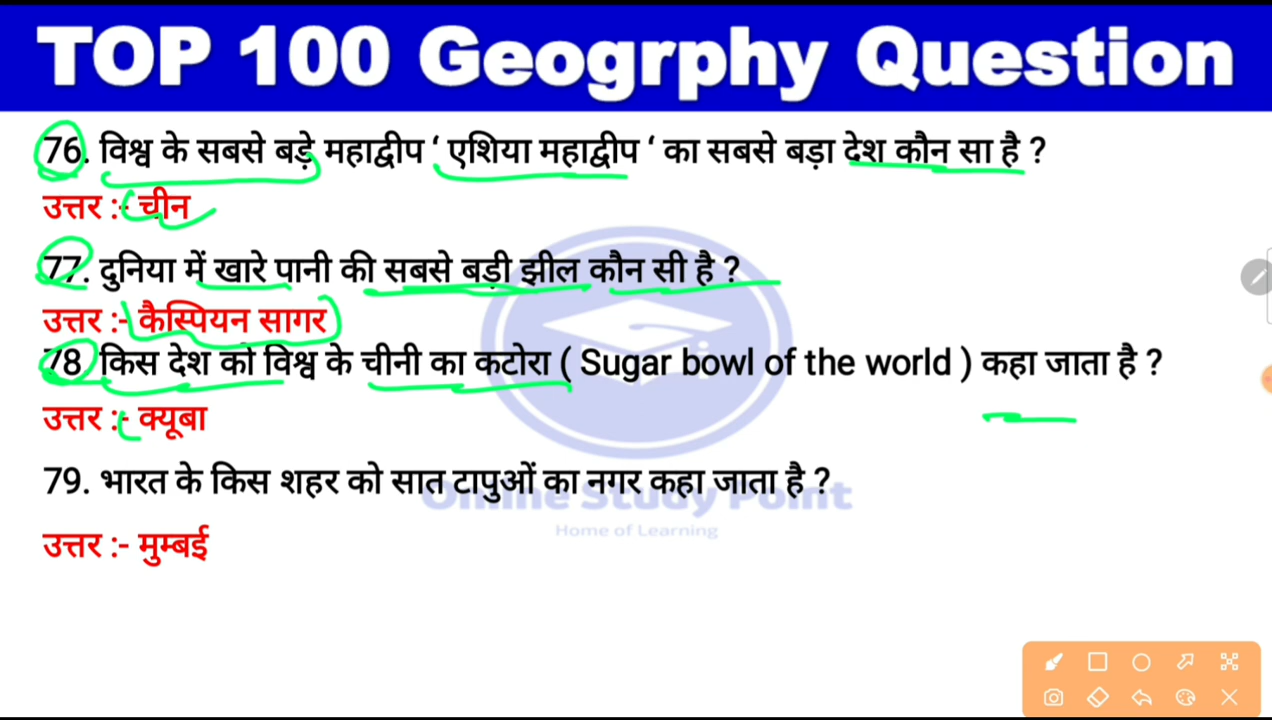 TOP 100 Geogrphy Question
76. विश्व के सबसे बड़े महाद्वीप ‘ एशिया महाद्वीप ‘ का सबसे बड़ा देश कौन सा है ?
उत्तर :- चीन
77. दुनिया में खारे पानी की सबसे बड़ी झील कौन सी है ?
उत्तर :- कैस्पियन सागर
78. किस देश को विश्व के चीनी का कटोरा ( Sugar bowl of the world ) कहा जाता है ?
उत्तर :- क्यूबा
79. भारत के किस शहर को सात टापुओं का नगर कहा जाता है ?
Online Study Point
Home of Learning
उत्तर :- मुम्बई